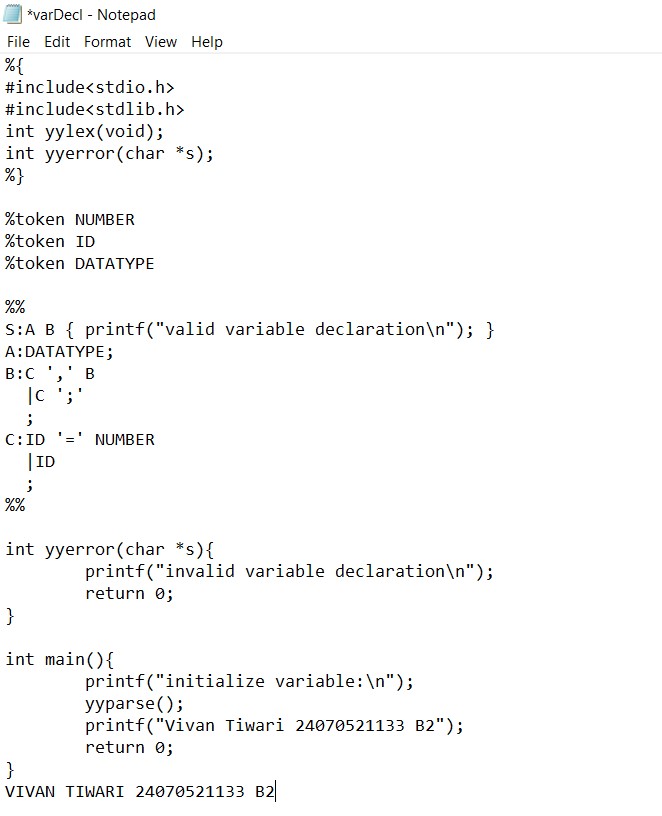 *varDecl - Notepad
File Edit Format View Help
%{
#include<stdio.h>
#include<stdlib.h>
int yylex(void);
int yyerror(char *s);
%}

%token NUMBER
%token ID
%token DATATYPE

%%
S:A B { printf("valid variable declaration\n"); }
A:DATATYPE;
B:C ',' B
  |C ';'
  ;
C:ID '=' NUMBER
  |ID
  ;
%%

int yyerror(char *s){
        printf("invalid variable declaration\n");
        return 0;
}

int main(){
        printf("initialize variable:\n");
        yyparse();
        printf("Vivan Tiwari 24070521133 B2");
        return 0;
}
VIVAN TIWARI 24070521133 B2